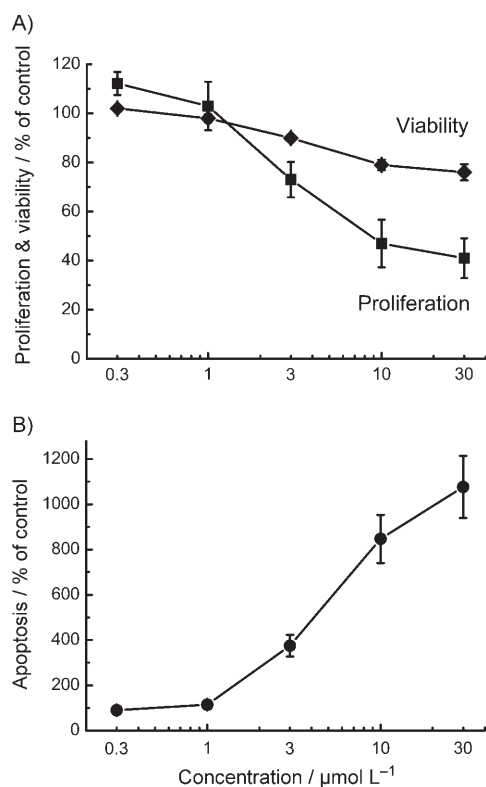 A)
120
100
80
60
40
20
0
Proliferation & viability / % of control
Viability
Proliferation
0.3 1 3 10 30
B)
1200
1000
800
600
400
200
0
Apoptosis / % of control
0.3 1 3 10 30
Concentration / µmol L⁻¹